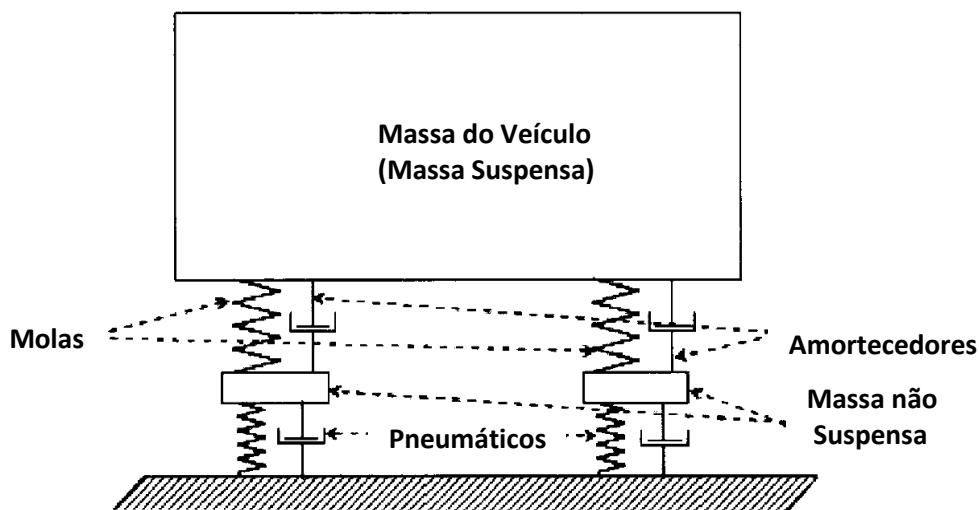 Massa do Veículo
(Massa Suspensa)
Molas
Amortecedores
Massa não
Suspensa
Pneumáticos